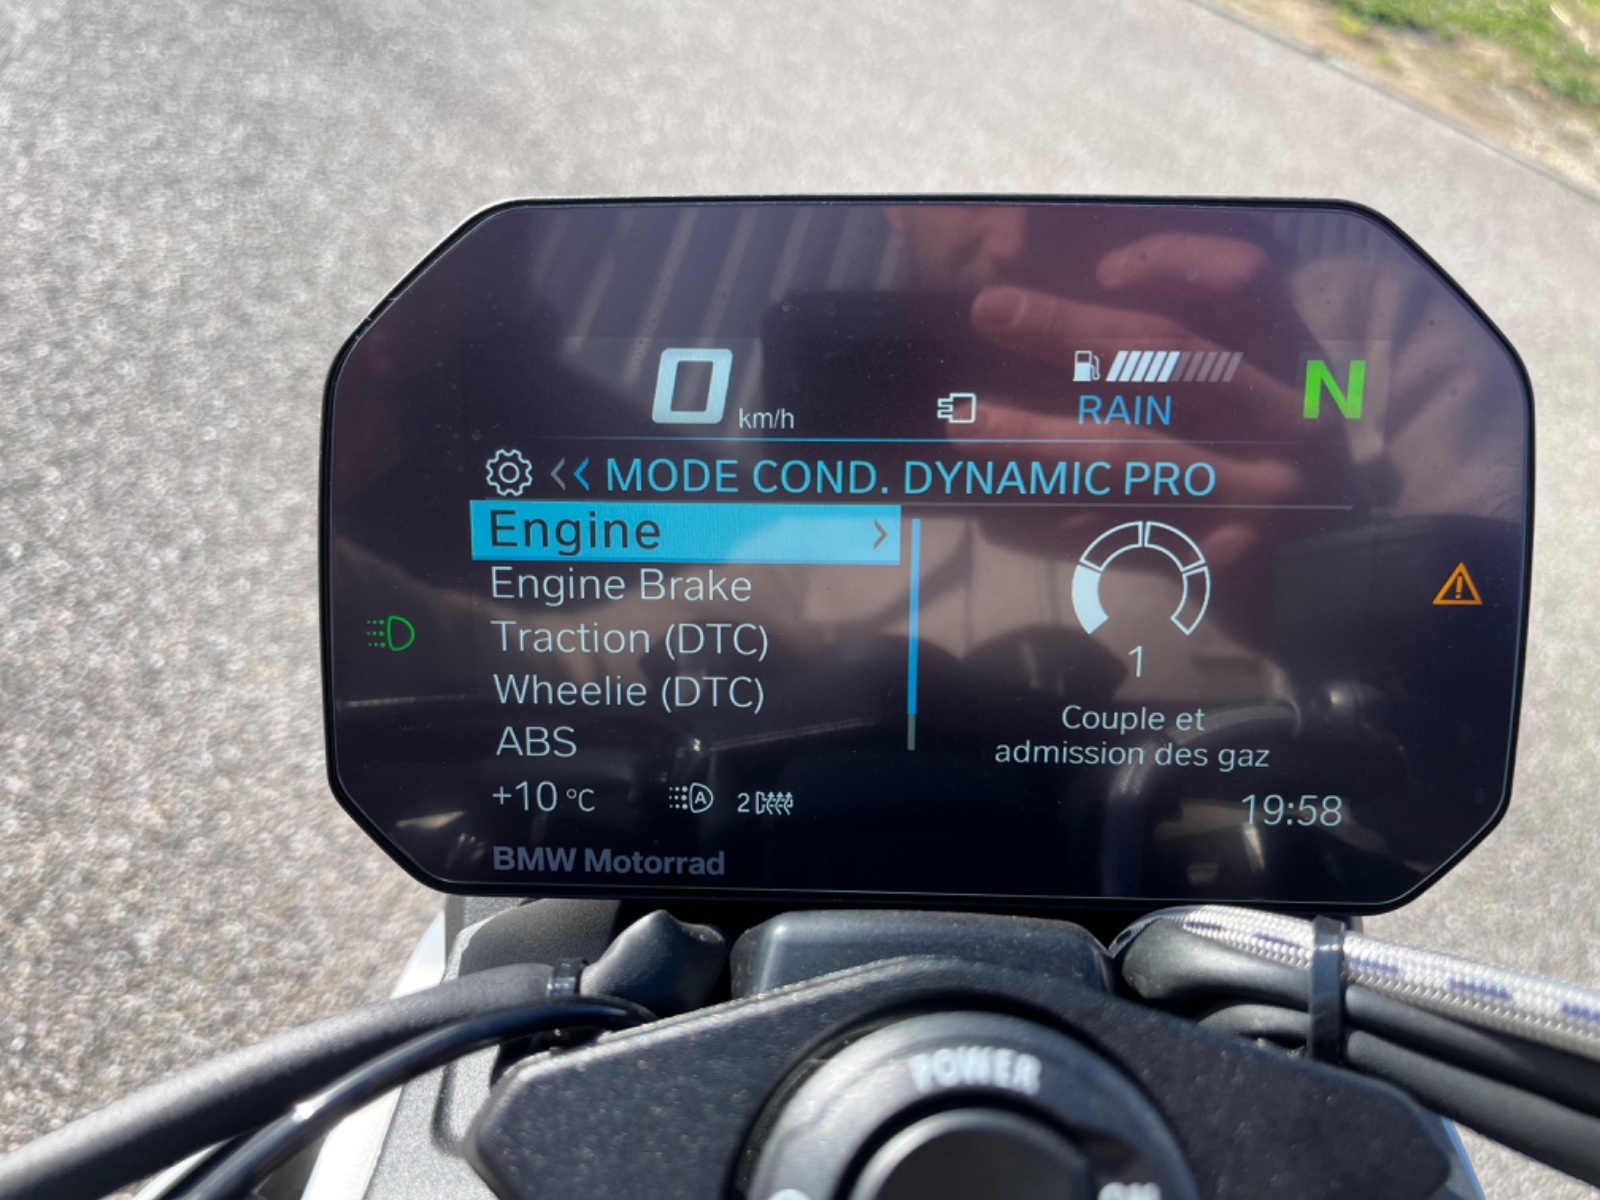 0 km/h
RAIN
N
<< MODE COND. DYNAMIC PRO
Engine >
Engine Brake
Traction (DTC)
Wheelie (DTC)
ABS
1
Couple et
admission des gaz
+10 °C
A
2
19:58
BMW Motorrad
POWER